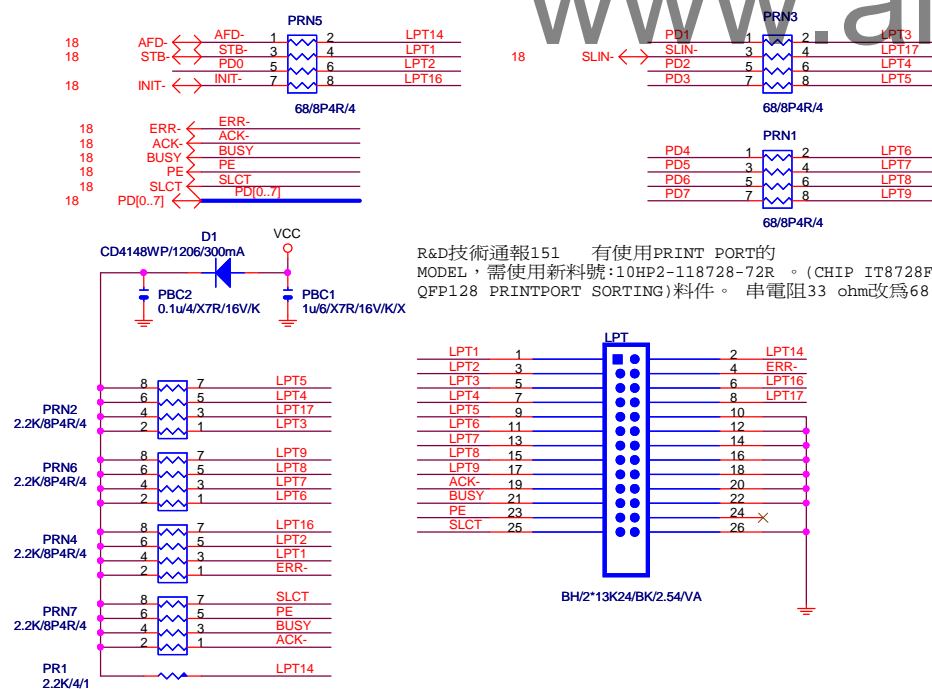 www.al
PRN5
18 AFD- AFD- 1 2 LPT14
18 STB- STB- 3 4 LPT1
PD0 5 6 LPT2
18 INIT- INIT- 7 8 LPT16
68/8P4R/4
PRN3
PD1 1 2 LPT3
18 SLIN- SLIN- 3 4 LPT17
PD2 5 6 LPT4
PD3 7 8 LPT5
68/8P4R/4
18 ERR- ERR-
18 ACK- ACK-
18 BUSY BUSY
18 PE PE
18 SLCT SLCT
18 PD[0..7] PD[0..7]
PRN1
PD4 1 2 LPT6
PD5 3 4 LPT7
PD6 5 6 LPT8
PD7 7 8 LPT9
68/8P4R/4
D1 VCC
CD4148WP/1206/300mA
PBC2
0.1u/4/X7R/16V/K
PBC1
1u/6/X7R/16V/K/X
R&D技術通報151 有使用PRINT PORT的
MODEL，需使用新料號:10HP2-118728-72R 。(CHIP IT8728F
QFP128 PRINTPORT SORTING)料件。 串電阻33 ohm改爲68
PRN2
2.2K/8P4R/4
8 7 LPT5
6 5 LPT4
4 3 LPT17
2 1 LPT3
PRN6
2.2K/8P4R/4
8 7 LPT9
6 5 LPT8
4 3 LPT7
2 1 LPT6
PRN4
2.2K/8P4R/4
8 7 LPT16
6 5 LPT2
4 3 LPT1
2 1 ERR-
PRN7
2.2K/8P4R/4
8 7 SLCT
6 5 PE
4 3 BUSY
2 1 ACK-
PR1
2.2K/4/1
LPT14
LPT
LPT1 1 2 LPT14
LPT2 3 4 ERR-
LPT3 5 6 LPT16
LPT4 7 8 LPT17
LPT5 9 10
LPT6 11 12
LPT7 13 14
LPT8 15 16
LPT9 17 18
ACK- 19 20
BUSY 21 22
PE 23 24
SLCT 25 26
BH/2*13K24/BK/2.54/VA